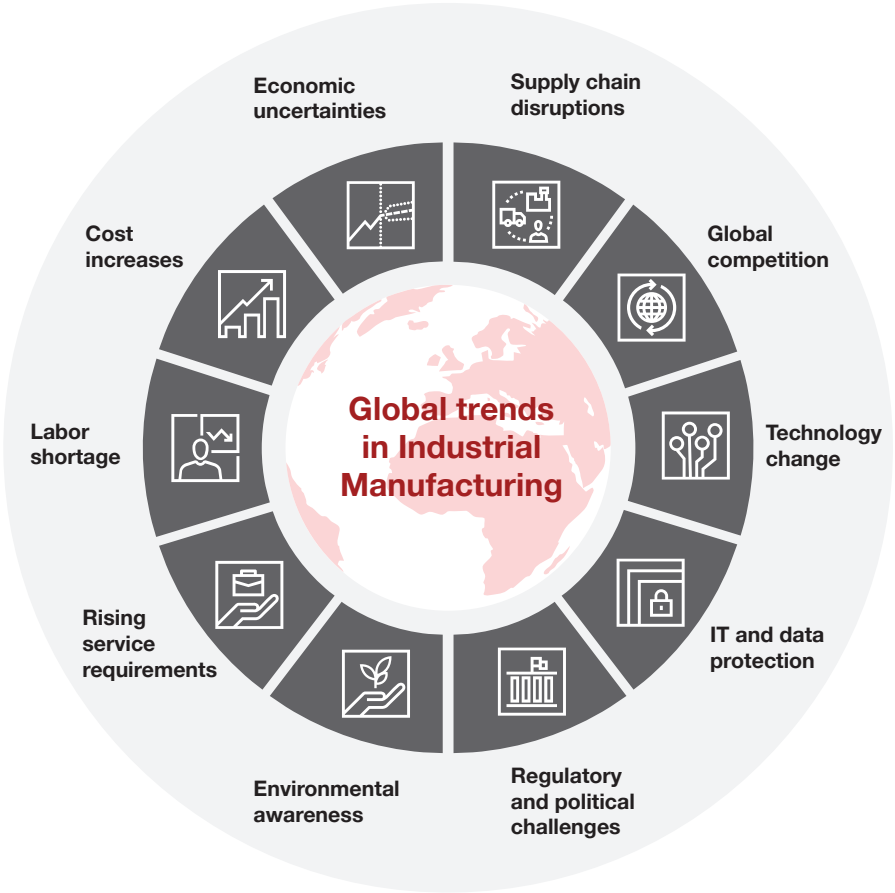 Economic
uncertainties
Supply chain
disruptions
Cost
increases
Global
competition
Global trends
in Industrial
Manufacturing
Labor
shortage
Technology
change
Rising
service
requirements
IT and data
protection
Environmental
awareness
Regulatory
and political
challenges